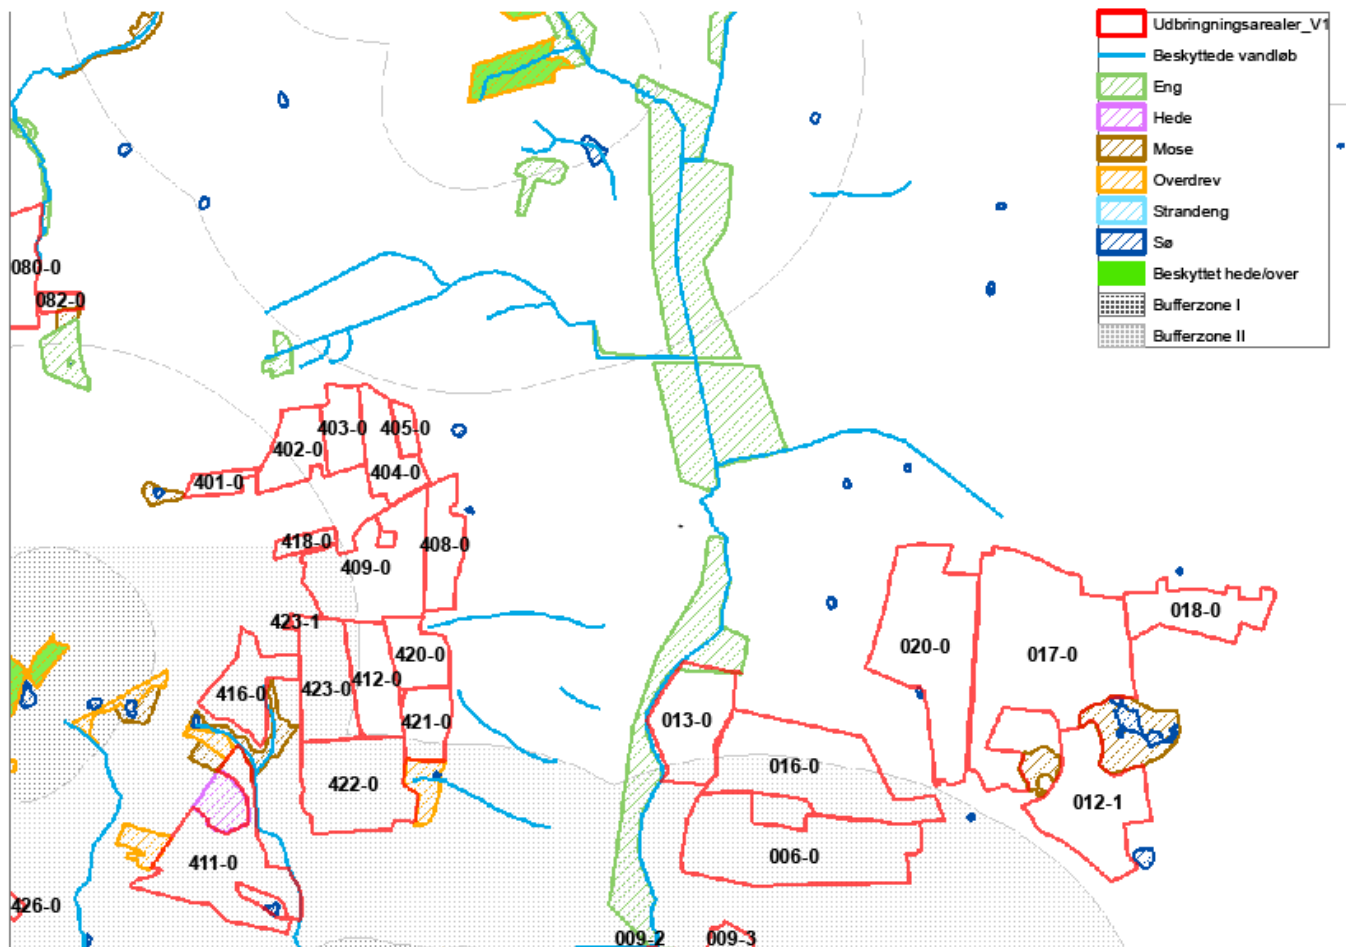 Udbringningsarealer_V1
Beskyttede vandløb
Eng
Hede
Mose
Overdrev
Strandeng
Sø
Beskyttet hede/over
Bufferzone I
Bufferzone II
080-0
082-0
403-0
405-0
402-0
404-0
401-0
418-0
408-0
409-0
423-1
018-0
420-0
020-0
017-0
412-0
423-0
416-0
421-0
013-0
016-0
422-0
012-1
006-0
411-0
426-0
009-2
009-3